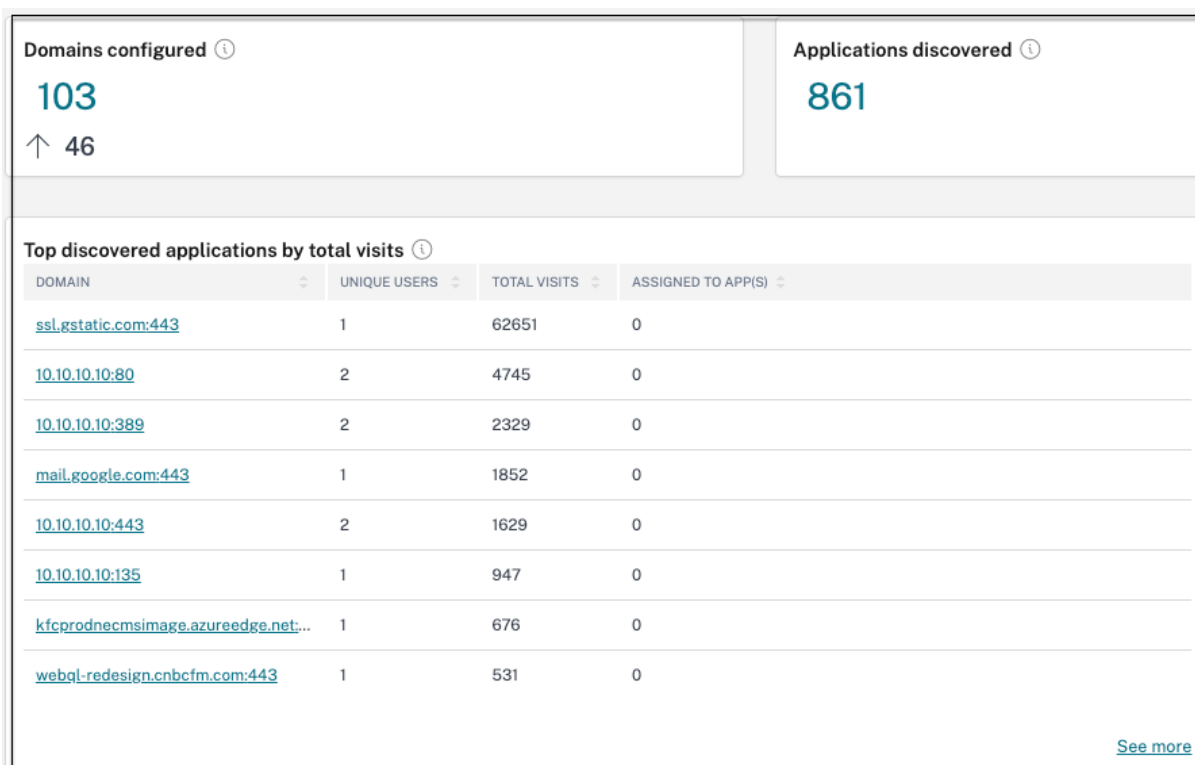 Domains configured
Applications discovered
103
861
↑ 46
Top discovered applications by total visits
DOMAIN UNIQUE USERS TOTAL VISITS ASSIGNED TO APP(S)
ssl.gstatic.com:443 1 62651 0
10.10.10.10:80 2 4745 0
10.10.10.10:389 2 2329 0
mail.google.com:443 1 1852 0
10.10.10.10:443 2 1629 0
10.10.10.10:135 1 947 0
kfcprodnecmsimage.azureedge.net:... 1 676 0
webql-redesign.cnbcfm.com:443 1 531 0
See more